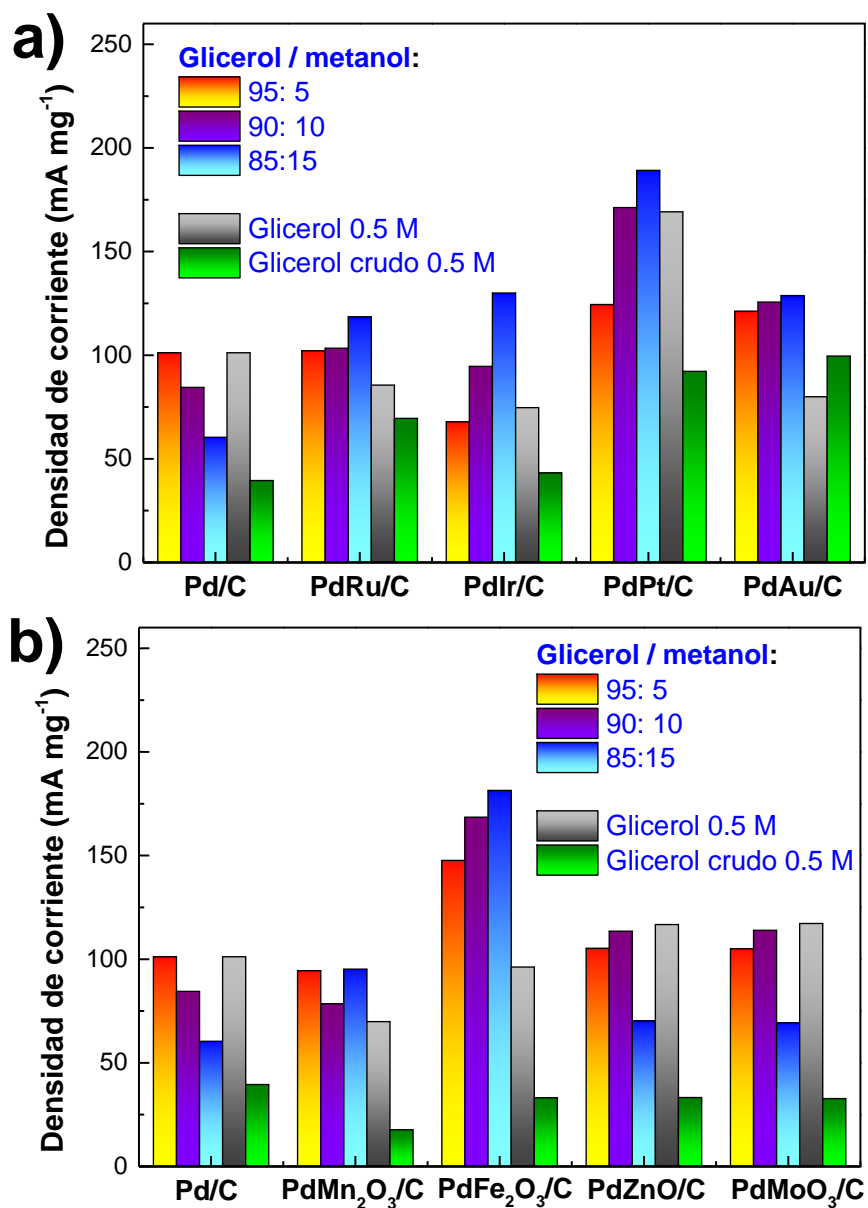 a)
250
200
150
100
50
0
Densidad de corriente (mA mg⁻¹)
Glicerol / metanol:
95: 5
90: 10
85:15
Glicerol 0.5 M
Glicerol crudo 0.5 M
Pd/C PdRu/C PdIr/C PdPt/C PdAu/C
b)
250
200
150
100
50
0
Densidad de corriente (mA mg⁻¹)
Glicerol / metanol:
95: 5
90: 10
85:15
Glicerol 0.5 M
Glicerol crudo 0.5 M
Pd/C PdMn₂O₃/C PdFe₂O₃/C PdZnO/C PdMoO₃/C